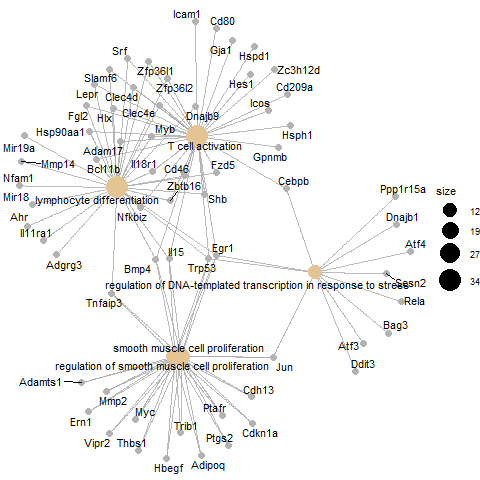 Icam1
Cd80
Srf
Gja1
Hspd1
Zfp36l1
Zc3h12d
Slamf6
Zfp36l2
Hes1
Cd209a
Lepr
Clec4d
Icos
Fgl2
Hlx
Clec4e
Dnajb9
Hsp90aa1
Myb
Hsph1
Mir19a
Adam17
T cell activation
Gpnmb
Mmp14
Bcl11b
Il18r1
Cd46
Fzd5
Nfam1
Zbtb16
Cebpb
Mir18
lymphocyte differentiation
Shb
Ppp1r15a
Ahr
Nfkbiz
Dnajb1
Il11ra1
Adgrg3
Il15
Egr1
Atf4
Bmp4
Trp53
regulation of DNA-templated transcription in response to stress
Sesn2
Tnfaip3
Rela
Bag3
smooth muscle cell proliferation
Atf3
regulation of smooth muscle cell proliferation
Jun
Ddit3
Adamts1
Mmp2
Cdh13
Ern1
Myc
Ptafr
Vipr2
Trib1
Cdkn1a
Thbs1
Ptgs2
Hbegf
Adipoq
size
12
19
27
34